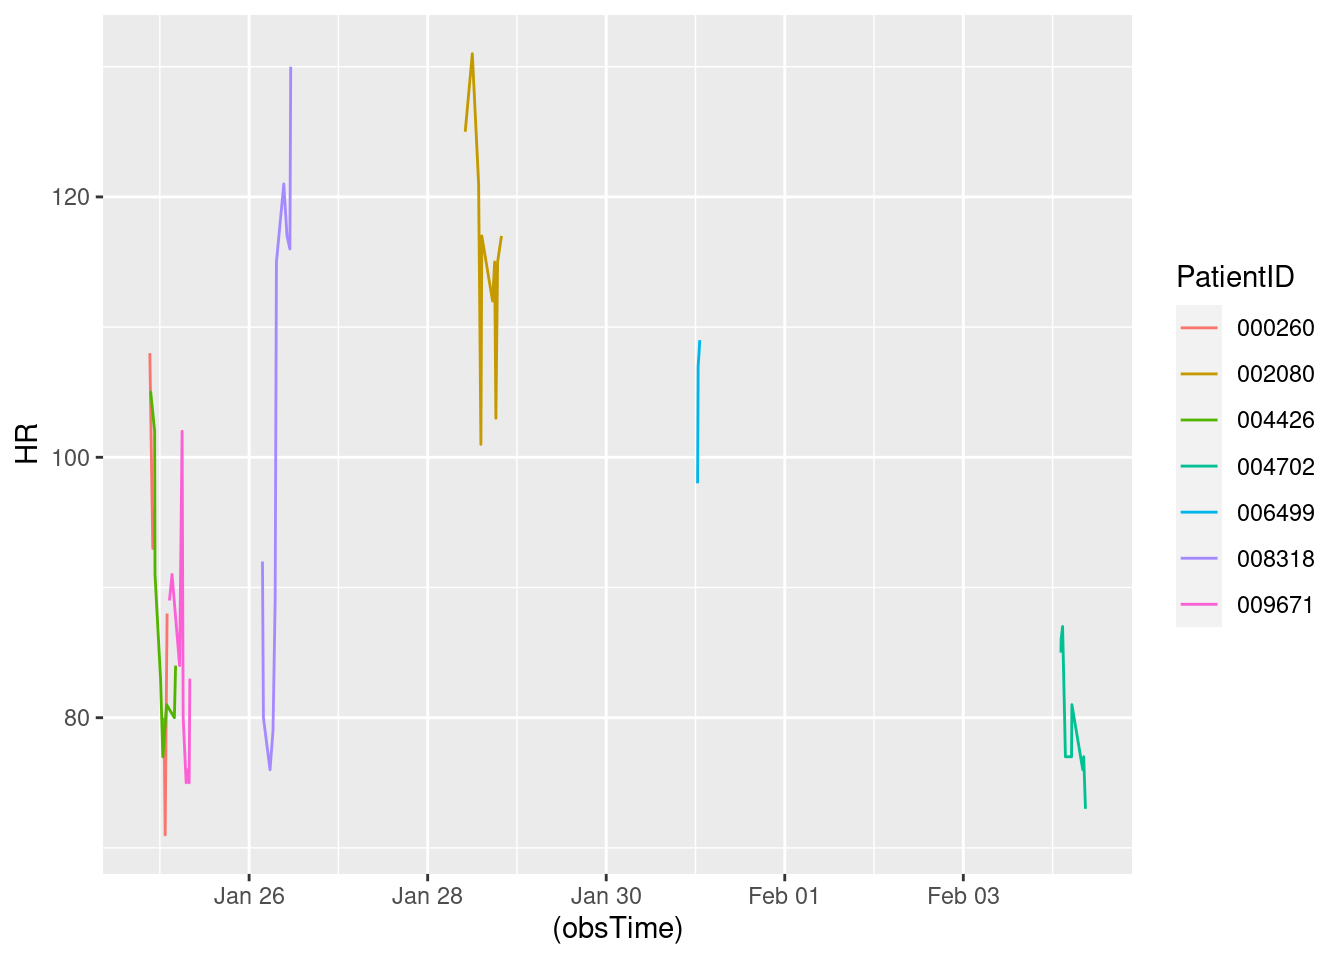 120
100
80
HR
Jan 26
Jan 28
Jan 30
Feb 01
Feb 03
(obsTime)
PatientID
000260
002080
004426
004702
006499
008318
009671